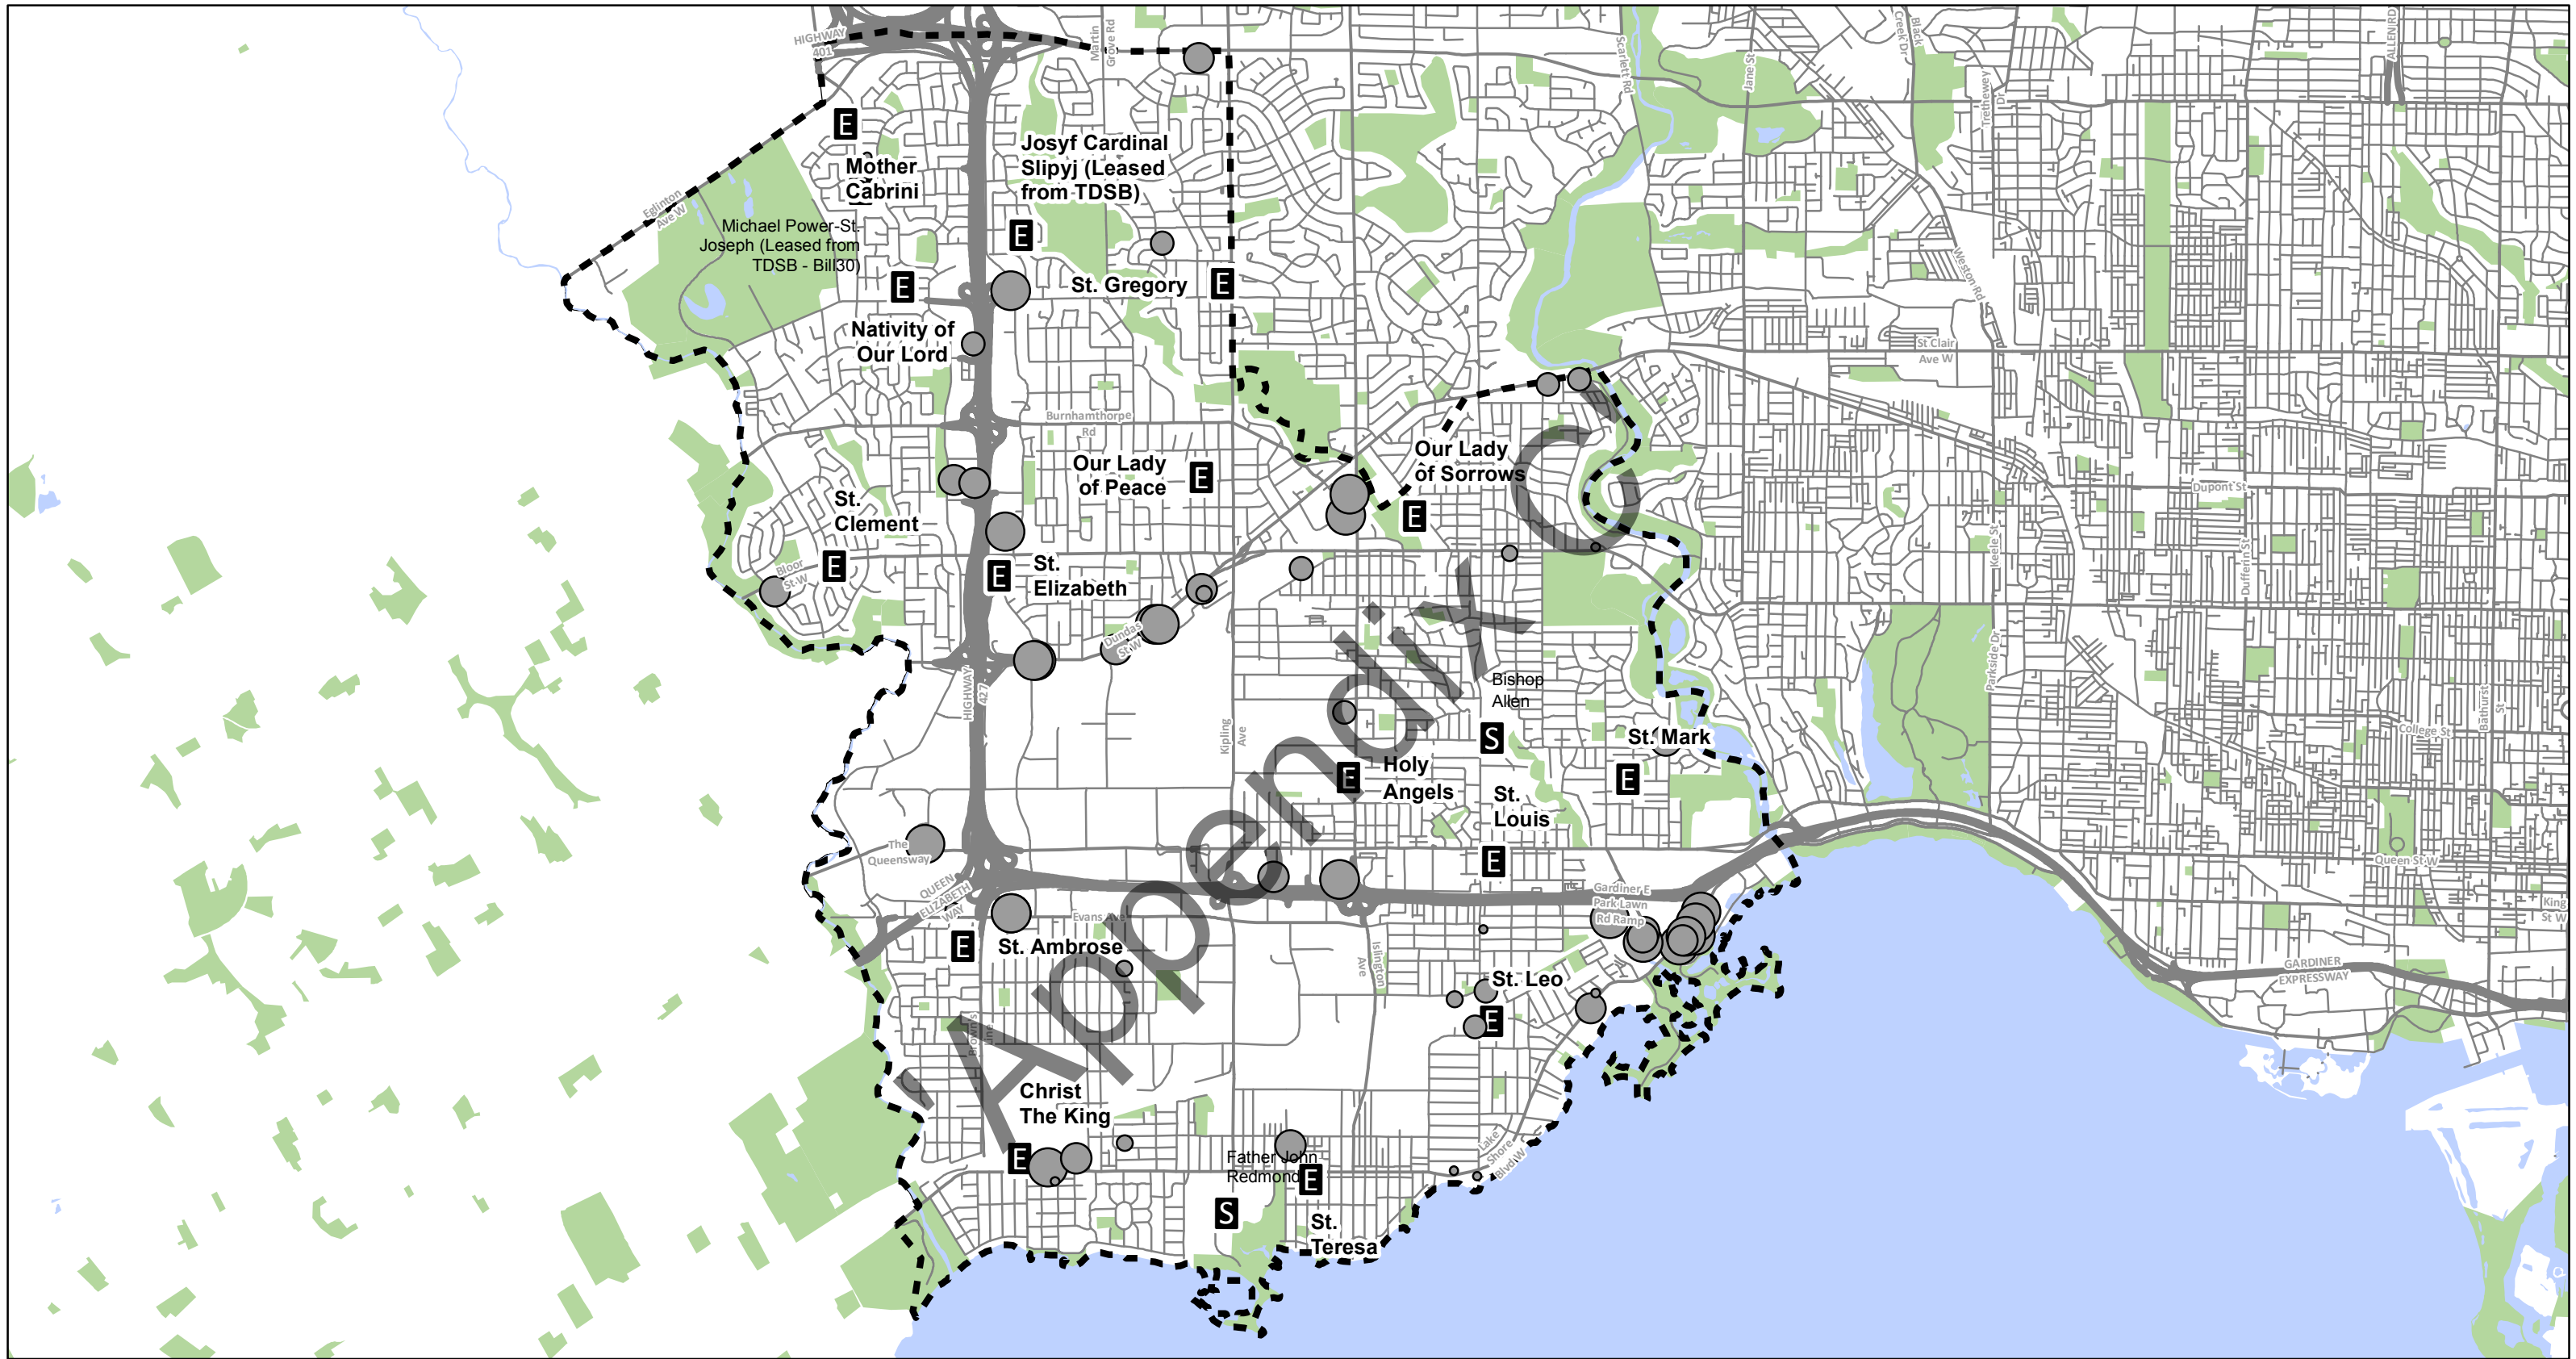 HIGHWAY
401
Martin
Grove Rd
Scarlett Rd
Jane St
Black
Creek Dr
Trethewey
Dr
ALLEN RD
E
Mother
Cabrini
Josyf Cardinal
Slipyj (Leased
from TDSB)
Eglinton
Ave W
Michael Power-St.
Joseph (Leased from
TDSB - Bill30)
E
E
St. Gregory
E
Weston Rd
Nativity of
Our Lord
St Clair
Ave W
Burnhamthorpe
Rd
Our Lady
of Peace
E
Our Lady
of Sorrows
E
St.
Clement
E
Bloor
St W
E
St.
Elizabeth
Dupont St
Keele St
Dufferin St
Dundas
St W
HIGHWAY
427
Kipling
Ave
Bishop
Allen
S
St. Mark
E
Parkside Dr
Bathurst
St
College St
E
Holy
Angels
St.
Louis
E
The
Queensway
QUEEN
ELIZABETH
WAY
Evans Ave
Gardiner E
Park Lawn
Rd Ramp
Queen St W
King
St W
E
St. Ambrose
Islington
Ave
St. Leo
E
GARDINER
EXPRESSWAY
Brown's
Line
"Appendix C"
Christ
The King
E
Father John
Redmond
E
S
St.
Teresa
Lake
Shore
Blvd W